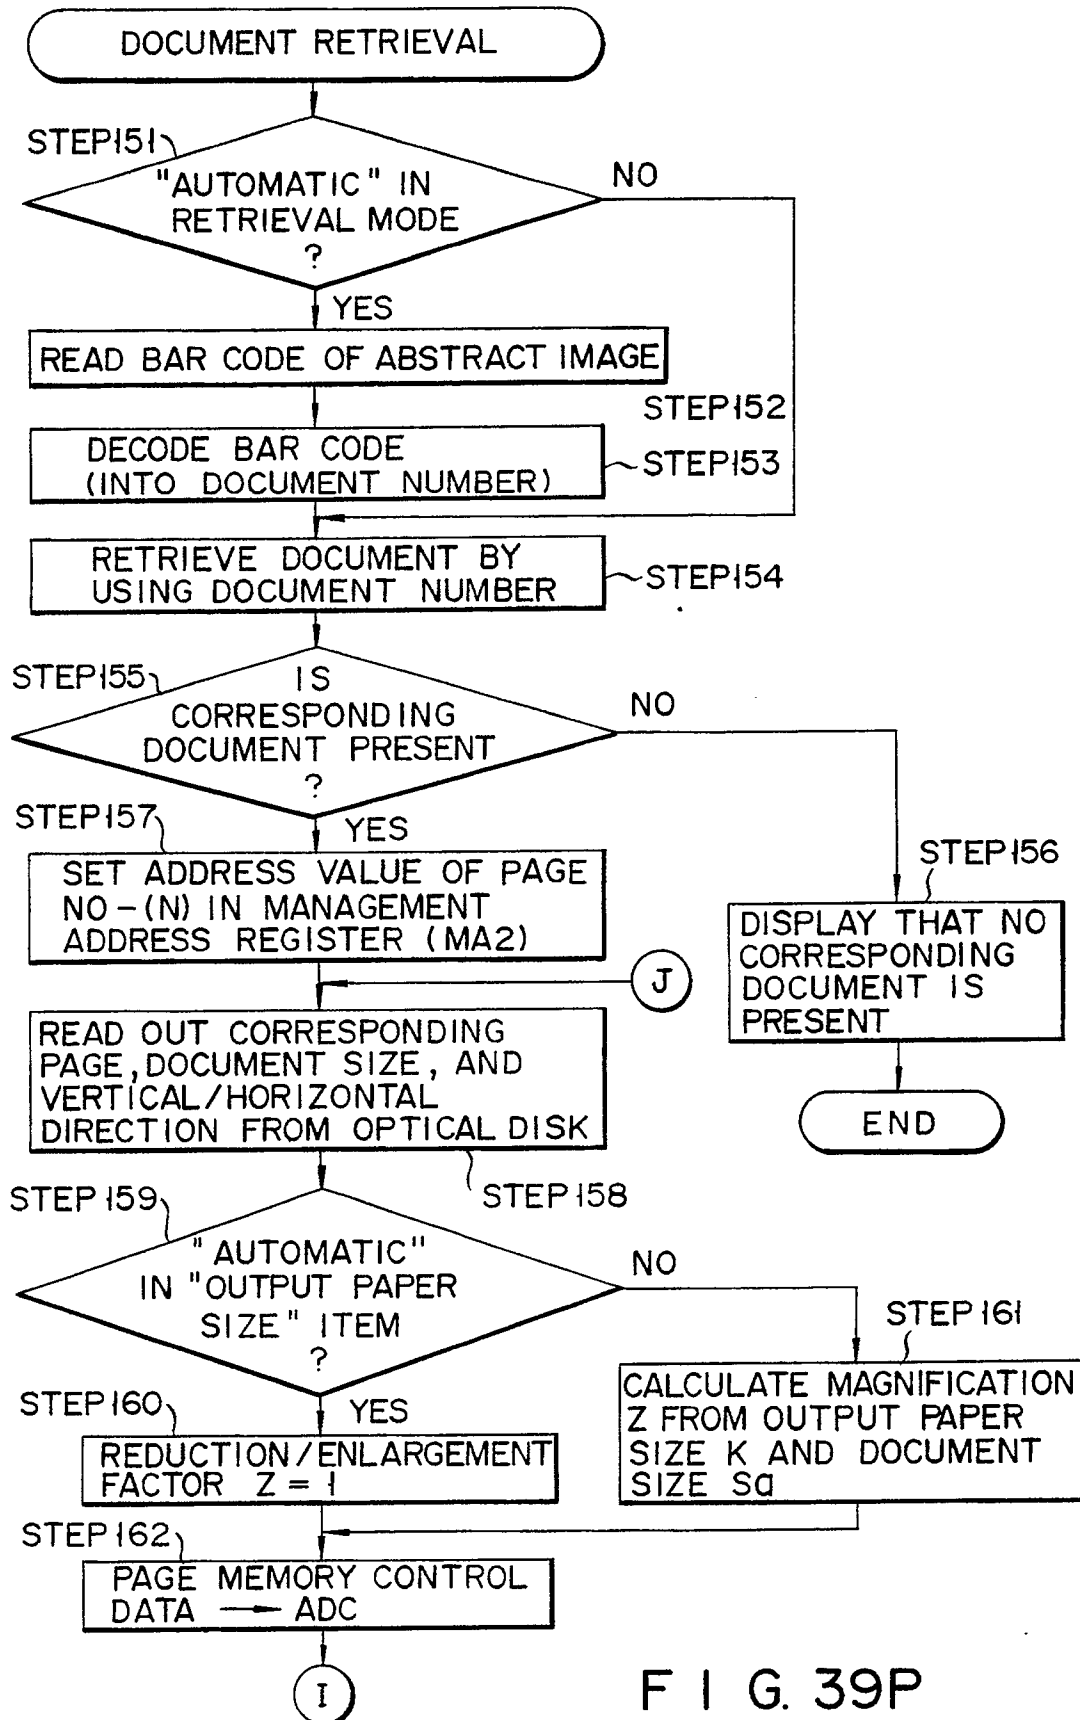 DOCUMENT RETRIEVAL
STEP151
"AUTOMATIC" IN
RETRIEVAL MODE
?
NO
YES
READ BAR CODE OF ABSTRACT IMAGE
STEP152
DECODE BAR CODE
(INTO DOCUMENT NUMBER)
STEP153
RETRIEVE DOCUMENT BY
USING DOCUMENT NUMBER
STEP154
STEP155
IS
CORRESPONDING
DOCUMENT PRESENT
?
NO
STEP157
YES
SET ADDRESS VALUE OF PAGE
NO-(N) IN MANAGEMENT
ADDRESS REGISTER (MA2)
STEP156
DISPLAY THAT NO
CORRESPONDING
DOCUMENT IS
PRESENT
END
J
READ OUT CORRESPONDING
PAGE, DOCUMENT SIZE, AND
VERTICAL/HORIZONTAL
DIRECTION FROM OPTICAL DISK
STEP158
STEP159
"AUTOMATIC"
IN "OUTPUT PAPER
SIZE" ITEM
?
NO
STEP161
CALCULATE MAGNIFICATION
Z FROM OUTPUT PAPER
SIZE K AND DOCUMENT
SIZE Sa
STEP160
YES
REDUCTION/ENLARGEMENT
FACTOR Z = 1
STEP162
PAGE MEMORY CONTROL
DATA → ADC
I
FIG. 39P